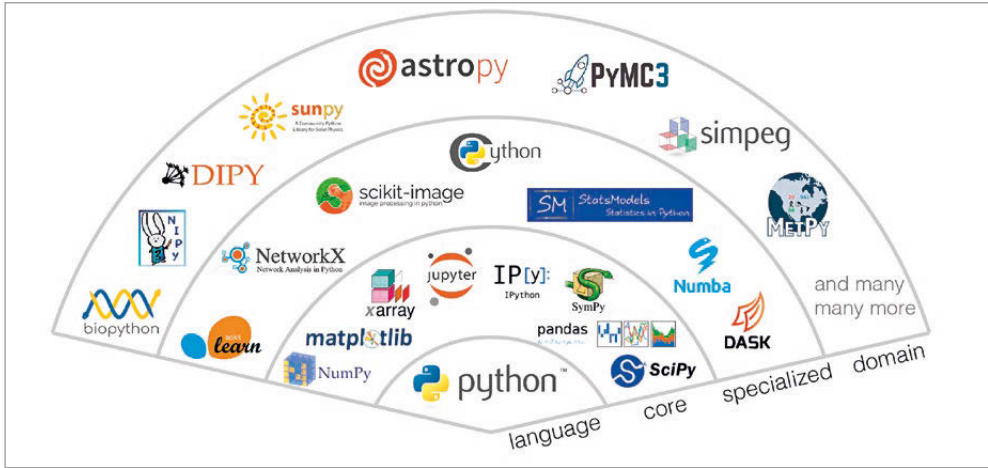 astropy
PYMC3
sunpy
A Community Python
Library for Solar Physics
simpeg
Cython
DIPY
scikit-image
image processing in python
SM StatsModels
Statistics in Python
METPY
NIPY
NetworkX
Network Analysis in Python
jupyter
IP[y]:
IPython
Numba
xarray
SymPy
and many
many more
biopython
learn
matplotlib
pandas
DASK
NumPy
python™
SciPy
language core specialized domain